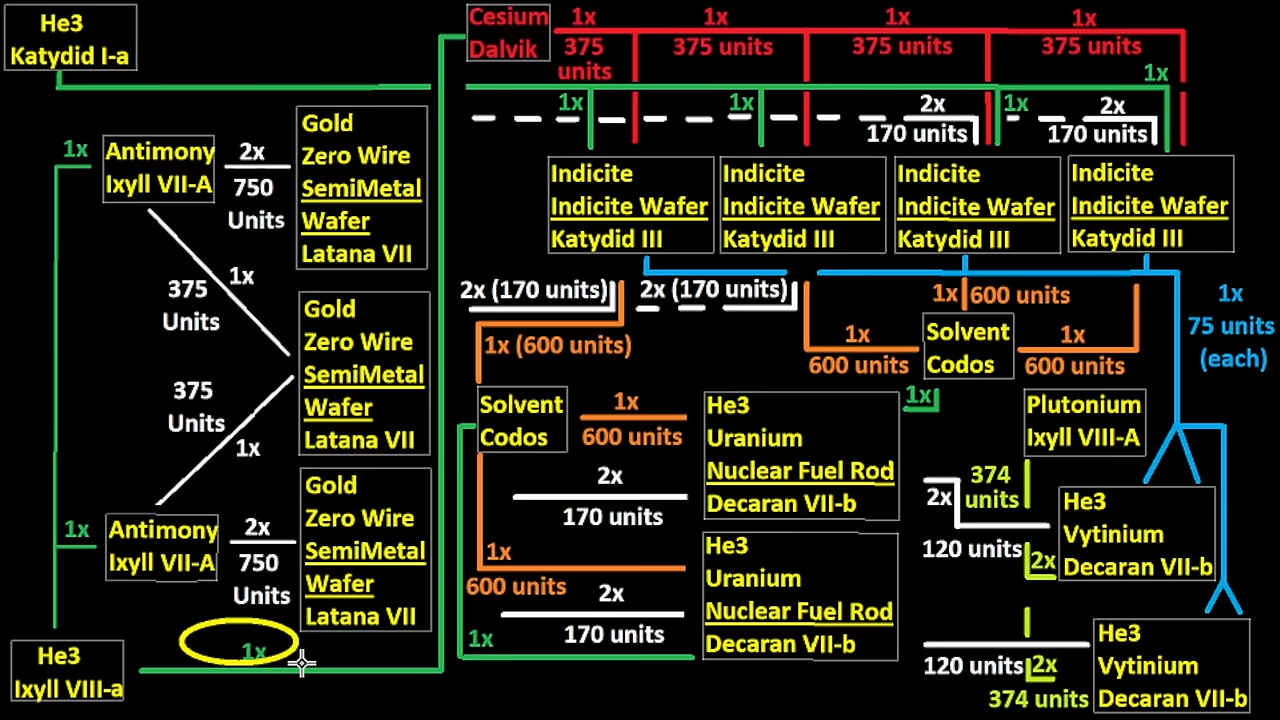 He3
Katydid I-a
Cesium
Dalvik
1x
375
units
1x
375 units
1x
375 units
1x
375 units
1x
1x
1x
2x
170 units
1x
2x
170 units
1x
Antimony
Ixyll VII-A
2x
750
Units
Gold
Zero Wire
SemiMetal
Wafer
Latana VII
Indicite
Indicite Wafer
Katydid III
Indicite
Indicite Wafer
Katydid III
Indicite
Indicite Wafer
Katydid III
Indicite
Indicite Wafer
Katydid III
375
Units
1x
Gold
Zero Wire
SemiMetal
Wafer
Latana VII
375
Units
1x
2x (170 units)
2x (170 units)
1x (600 units)
1x 600 units
1x
600 units
Solvent
Codos
1x
600 units
1x
75 units
(each)
Solvent
Codos
1x
600 units
2x
170 units
He3
Uranium
Nuclear Fuel Rod
Decaran VII-b
1x
Plutonium
Ixyll VIII-A
374
units
2x
120 units
2x
He3
Vytinium
Decaran VII-b
1x
Antimony
Ixyll VII-A
2x
750
Units
Gold
Zero Wire
SemiMetal
Wafer
Latana VII
1x
600 units
2x
170 units
1x
He3
Uranium
Nuclear Fuel Rod
Decaran VII-b
120 units
2x
374 units
He3
Vytinium
Decaran VII-b
He3
Ixyll VIII-a
1x